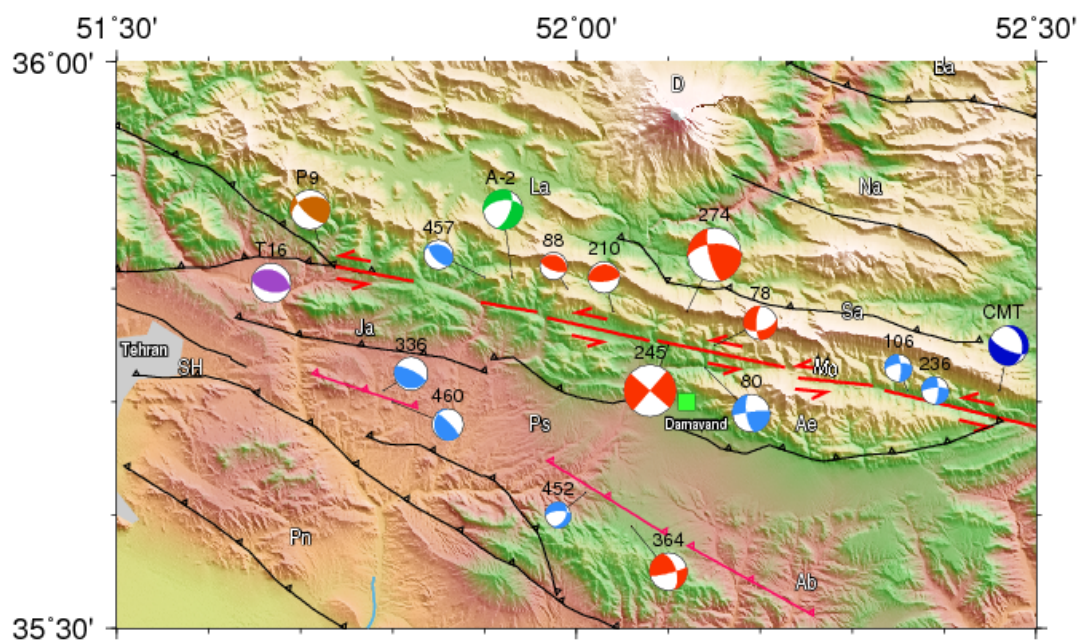 51°30' 52°00' 52°30'
36°00'
Ba
D
P9 A-2 La Na
274
457
88
T16 210
78
Sa CMT
Ja
Tehran 336 245 106
SH Mo 236
80
460
Ps Damavand Ae
452
Pn 364
Ab
35°30'